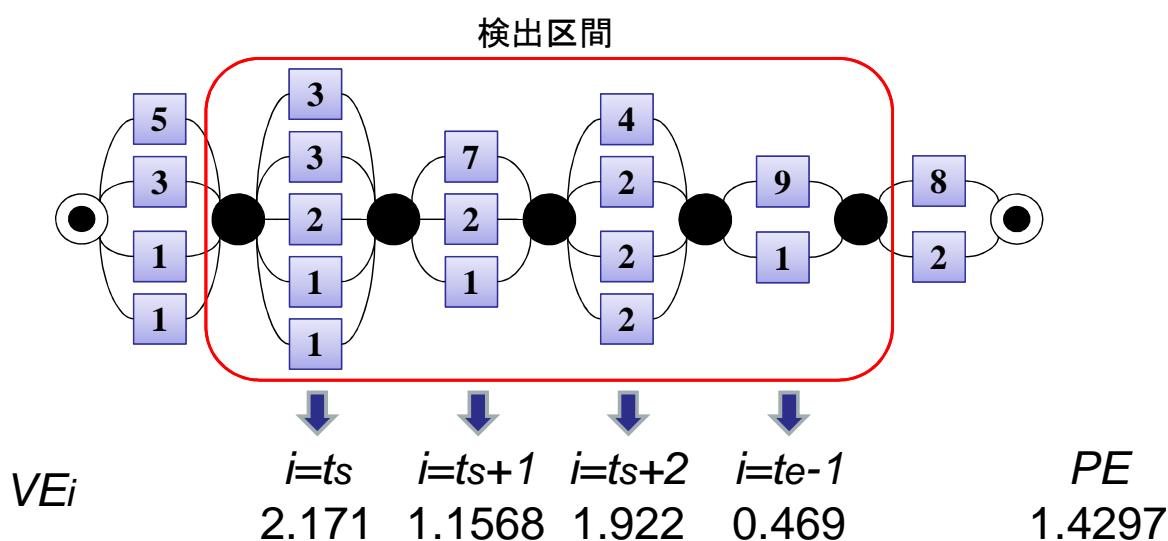 検出区間
5 3 1 1
3 3 2 1 1
7 2 1
4 2 2 2
9 1
8 2
i=ts i=ts+1 i=ts+2 i=te-1 PE
VEi
2.171 1.1568 1.922 0.469 1.4297